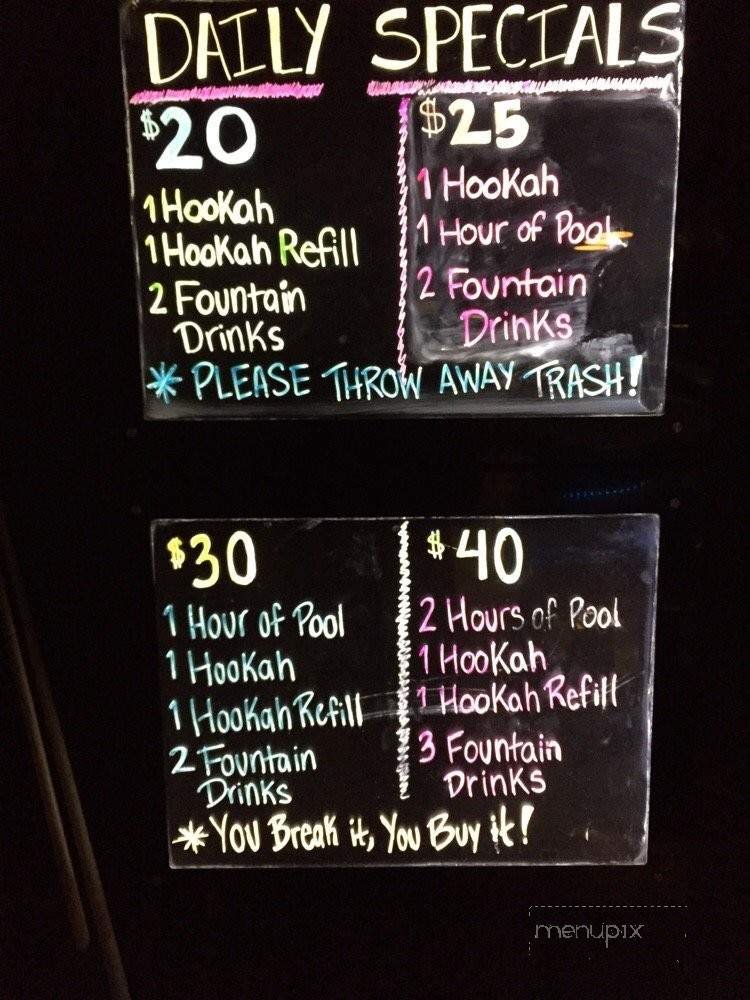 DAILY SPECIALS
$20
1 Hookah
1 Hookah Refill
2 Fountain
Drinks
$25
1 Hookah
1 Hour of Pool
2 Fountain
Drinks
* PLEASE THROW AWAY TRASH!
$30
1 Hour of Pool
1 Hookah
1 Hookah Refill
2 Fountain
Drinks
$40
2 Hours of Pool
1 Hookah
1 Hookah Refill
3 Fountain
Drinks
* You Break it, You Buy it!
menupix